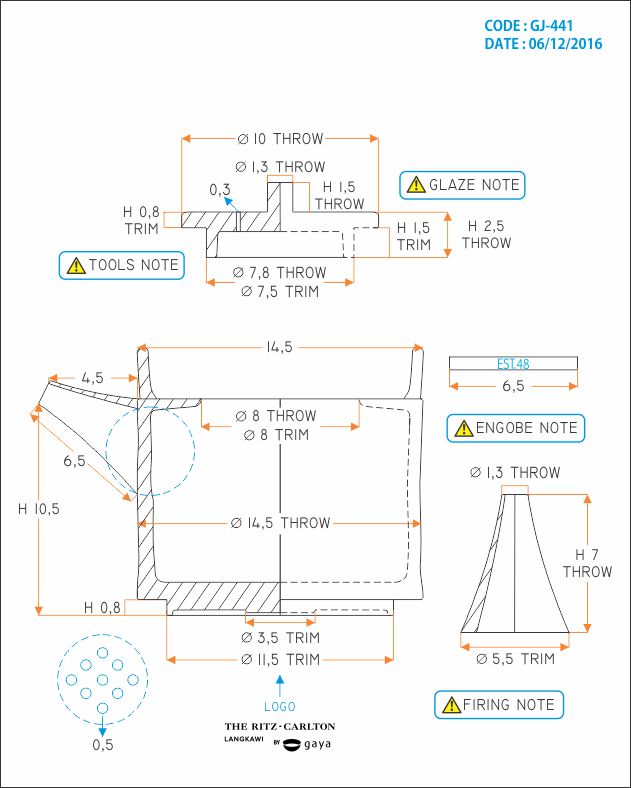 CODE : GJ-441
DATE : 06/12/2016
Ø 10 THROW
Ø 1,3 THROW
0,3
H 1,5
THROW
GLAZE NOTE
H 0,8
TRIM
H 1,5
TRIM
H 2,5
THROW
TOOLS NOTE
Ø 7,8 THROW
Ø 7,5 TRIM
14,5
4,5
EST.48
6,5
Ø 8 THROW
Ø 8 TRIM
ENGOBE NOTE
6,5
Ø 1,3 THROW
H 10,5
Ø 14,5 THROW
H 7
THROW
H 0,8
Ø 3,5 TRIM
Ø 11,5 TRIM
Ø 5,5 TRIM
LOGO
FIRING NOTE
THE RITZ-CARLTON
LANGKAWI BY gaya
0,5